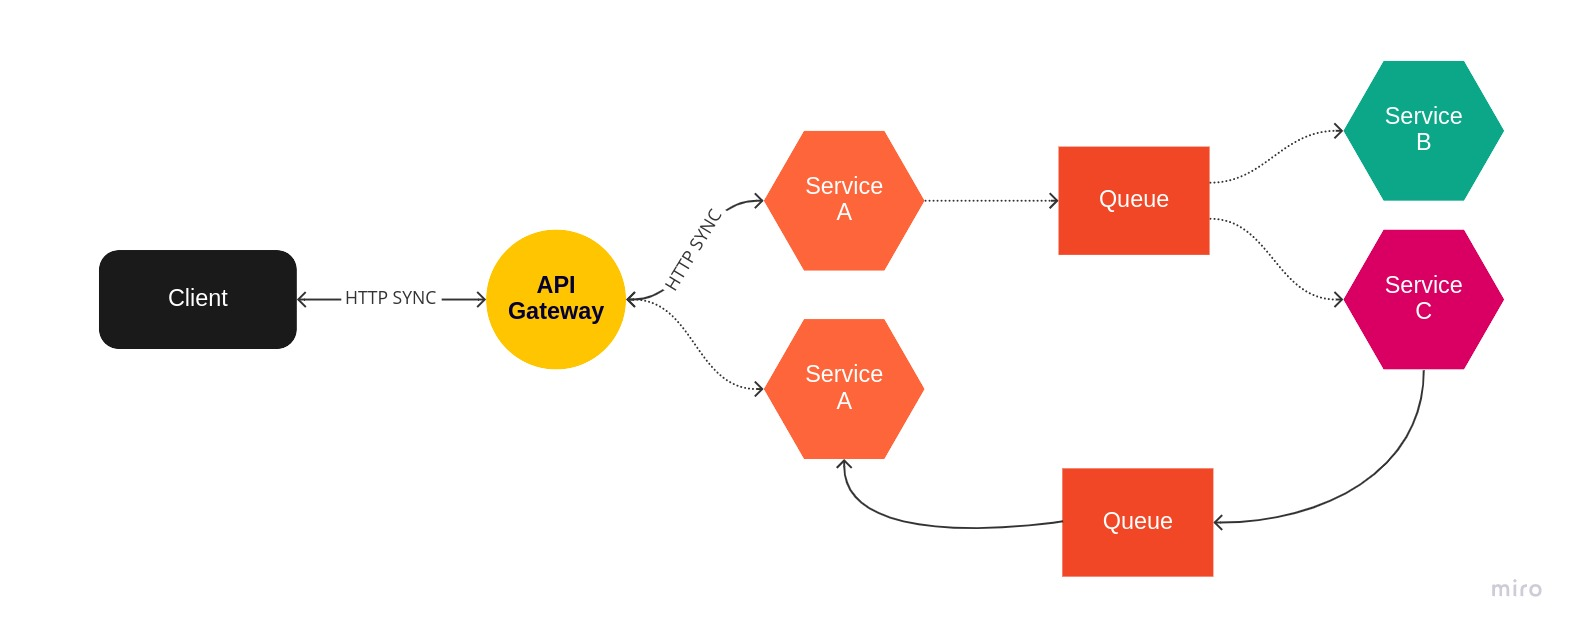 Client
HTTP SYNC
API
Gateway
HTTP SYNC
Service
A
Service
A
Queue
Service
B
Service
C
Queue
miro